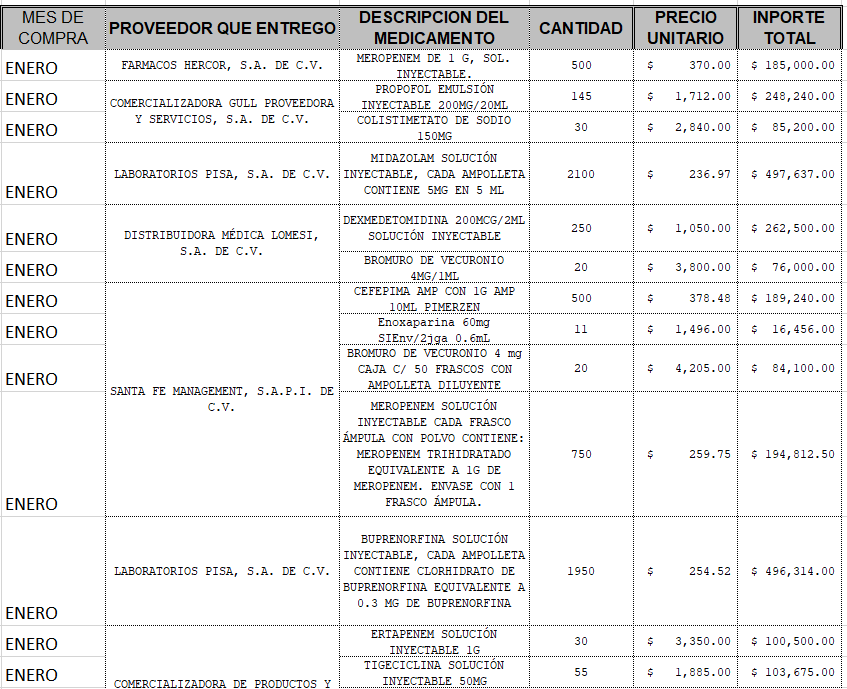 MES DE COMPRA PROVEEDOR QUE ENTREGO DESCRIPCION DEL MEDICAMENTO CANTIDAD PRECIO UNITARIO INPORTE TOTAL
ENERO FARMACOS HERCOR, S.A. DE C.V. MEROPENEM DE 1 G, SOL. INYECTABLE. 500 $ 370.00 $ 185,000.00
ENERO COMERCIALIZADORA GULL PROVEEDORA Y SERVICIOS, S.A. DE C.V. PROPOFOL EMULSIÓN INYECTABLE 200MG/20ML 145 $ 1,712.00 $ 248,240.00
ENERO COLISTIMETATO DE SODIO 150MG 30 $ 2,840.00 $ 85,200.00
ENERO LABORATORIOS PISA, S.A. DE C.V. MIDAZOLAM SOLUCIÓN INYECTABLE, CADA AMPOLLETA CONTIENE 5MG EN 5 ML 2100 $ 236.97 $ 497,637.00
ENERO DISTRIBUIDORA MÉDICA LOMESI, S.A. DE C.V. DEXMEDETOMIDINA 200MCG/2ML SOLUCIÓN INYECTABLE 250 $ 1,050.00 $ 262,500.00
ENERO BROMURO DE VECURONIO 4MG/1ML 20 $ 3,800.00 $ 76,000.00
ENERO SANTA FE MANAGEMENT, S.A.P.I. DE C.V. CEFEPIMA AMP CON 1G AMP 10ML PIMERZEN 500 $ 378.48 $ 189,240.00
ENERO Enoxaparina 60mg SIEnv/2jga 0.6mL 11 $ 1,496.00 $ 16,456.00
ENERO BROMURO DE VECURONIO 4 mg CAJA C/ 50 FRASCOS CON AMPOLLETA DILUYENTE 20 $ 4,205.00 $ 84,100.00
ENERO MEROPENEM SOLUCIÓN INYECTABLE CADA FRASCO ÁMPULA CON POLVO CONTIENE: MEROPENEM TRIHIDRATADO EQUIVALENTE A 1G DE MEROPENEM. ENVASE CON 1 FRASCO ÁMPULA. 750 $ 259.75 $ 194,812.50
ENERO LABORATORIOS PISA, S.A. DE C.V. BUPRENORFINA SOLUCIÓN INYECTABLE, CADA AMPOLLETA CONTIENE CLORHIDRATO DE BUPRENORFINA EQUIVALENTE A 0.3 MG DE BUPRENORFINA 1950 $ 254.52 $ 496,314.00
ENERO ERTAPENEM SOLUCIÓN INYECTABLE 1G 30 $ 3,350.00 $ 100,500.00
ENERO COMERCIALIZADORA DE PRODUCTOS Y TIGECICLINA SOLUCIÓN INYECTABLE 50MG 55 $ 1,885.00 $ 103,675.00